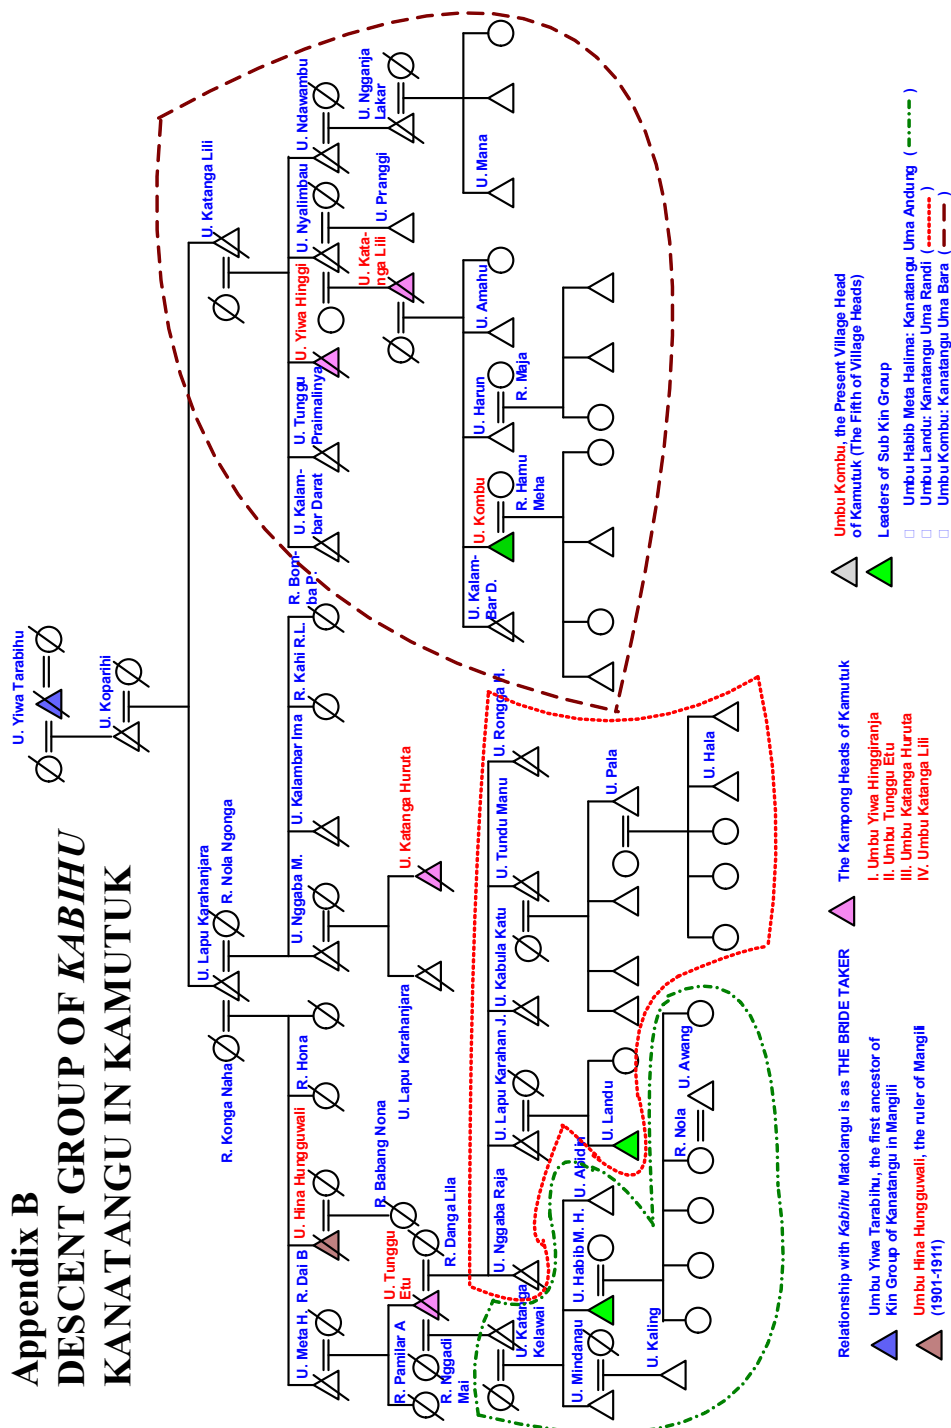 Appendix B
DESCENT GROUP OF KABIHU
KANATANGU IN KAMUTUK
U. Yiwa Tarabihu
U. Koparihi
U. Lapu Karahanjara
R. Nola Ngonga
R. Konga Naha
U. Katanga Lili
U. Meta H.
R. Dai B
U. Hina Hungguwali
R. Hona
U. Nggaba M.
U. Kalambar Ima
R. Kahi R.L.
R. Bom-
ba P.
U. Kalam-
bar Darat
U. Tunggu
Praimalinya
U. Yiwa Hinggi
U. Nyalimbau
U. Ndawambu
R. Pamilar A
U. Tunggu
Etu
R. Babang Nona
U. Lapu Karahanjara
U. Katanga Huruta
U. Kata-
nga Lili
U. Pranggi
U. Ngganja
Lakar
R. Nggadi
Mai
R. Danga Lila
U. Katanga
Kelawai
U. Nggaba Raja
U. Lapu Karahan J.
U. Kabula Katu
U. Tundu Manu
U. Rongga H.
U. Kalam-
Bar D.
U. Kombu
U. Harun
U. Amahu
U. Mana
R. Hamu
Meha
R. Maja
U. Mindanau
U. Habib M. H.
U. Abidin
U. Landu
U. Pala
U. Kaling
R. Nola
U. Awang
U. Hala
Relationship with Kabihu Matolangu is as THE BRIDE TAKER
Umbu Yiwa Tarabihu, the first ancestor of
Kin Group of Kanatangu in Mangili
Umbu Hina Hunguwali, the ruler of Mangili
(1901-1911)
The Kampong Heads of Kamutuk
I. Umbu Yiwa Hinggiranja
II. Umbu Tunggu Etu
III. Umbu Katanga Huruta
IV. Umbu Katanga Lili
Umbu Kombu, the Present Village Head
of Kamutuk (The Fifth of Village Heads)
Leaders of Sub Kin Group
Umbu Habib Meta Halima: Kanatangu Uma Andung ( )
Umbu Landu: Kanatangu Uma Randi ( )
Umbu Kombu: Kanatangu Uma Bara ( )